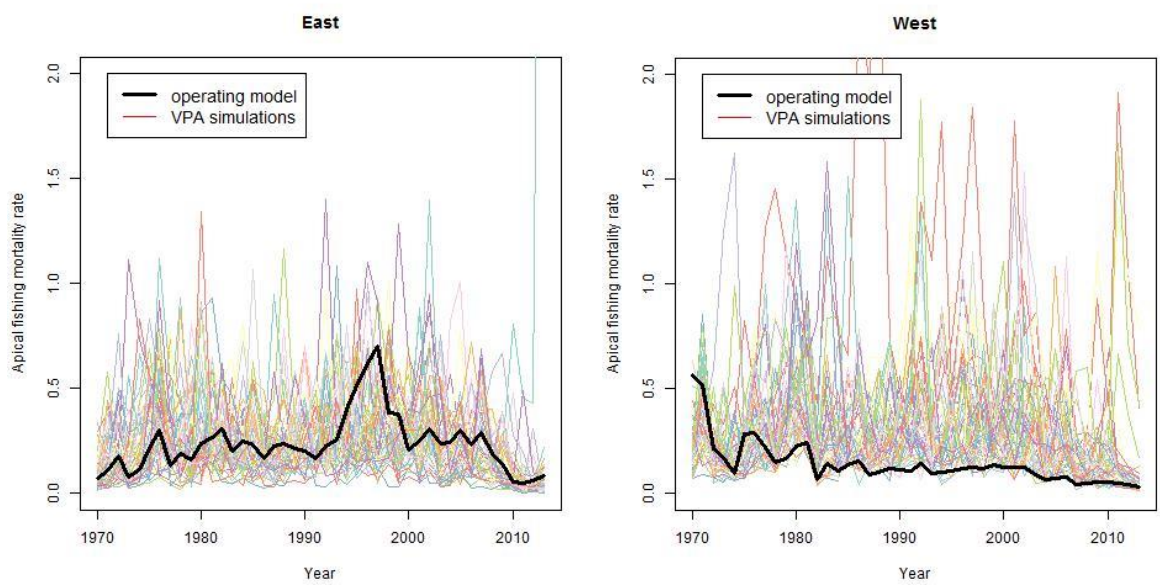 East
Apical fishing mortality rate
2.0
1.5
1.0
0.5
0.0
operating model
VPA simulations
1970 1980 1990 2000 2010
Year
West
Apical fishing mortality rate
2.0
1.5
1.0
0.5
0.0
operating model
VPA simulations
1970 1980 1990 2000 2010
Year